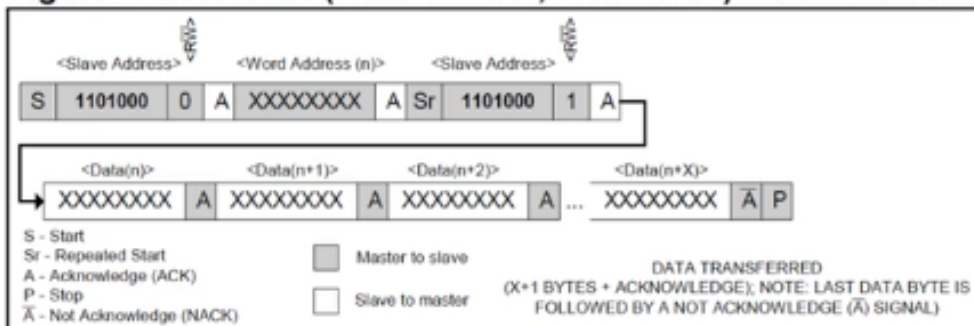 <RW> <RW>
<Slave Address> <Word Address (n)> <Slave Address>
S 1101000 0 A XXXXXXXX A Sr 1101000 1 A
<Data(n)> <Data(n+1)> <Data(n+2)> <Data(n+X)>
XXXXXXXX A XXXXXXXX A XXXXXXXX A ... XXXXXXXX A̅ P
S - Start
Sr - Repeated Start
A - Acknowledge (ACK)
P - Stop
A̅ - Not Acknowledge (NACK)
Master to slave
Slave to master
DATA TRANSFERRED
(X+1 BYTES + ACKNOWLEDGE); NOTE: LAST DATA BYTE IS
FOLLOWED BY A NOT ACKNOWLEDGE (A̅) SIGNAL)